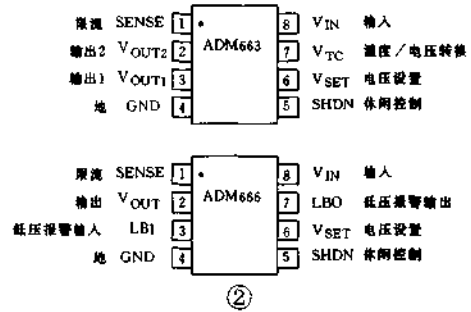 限流 SENSE 1 ADM663 8 VIN 输入
输出2 VOUT2 2 7 VTC 温度/电压转换
输出1 VOUT1 3 6 VSET 电压设置
地 GND 4 5 SHDN 休闲控制
限流 SENSE 1 ADM666 8 VIN 输入
输出 VOUT 2 7 LBO 低压报警输出
低压报警输入 LBI 3 6 VSET 电压设置
地 GND 4 5 SHDN 休闲控制
②